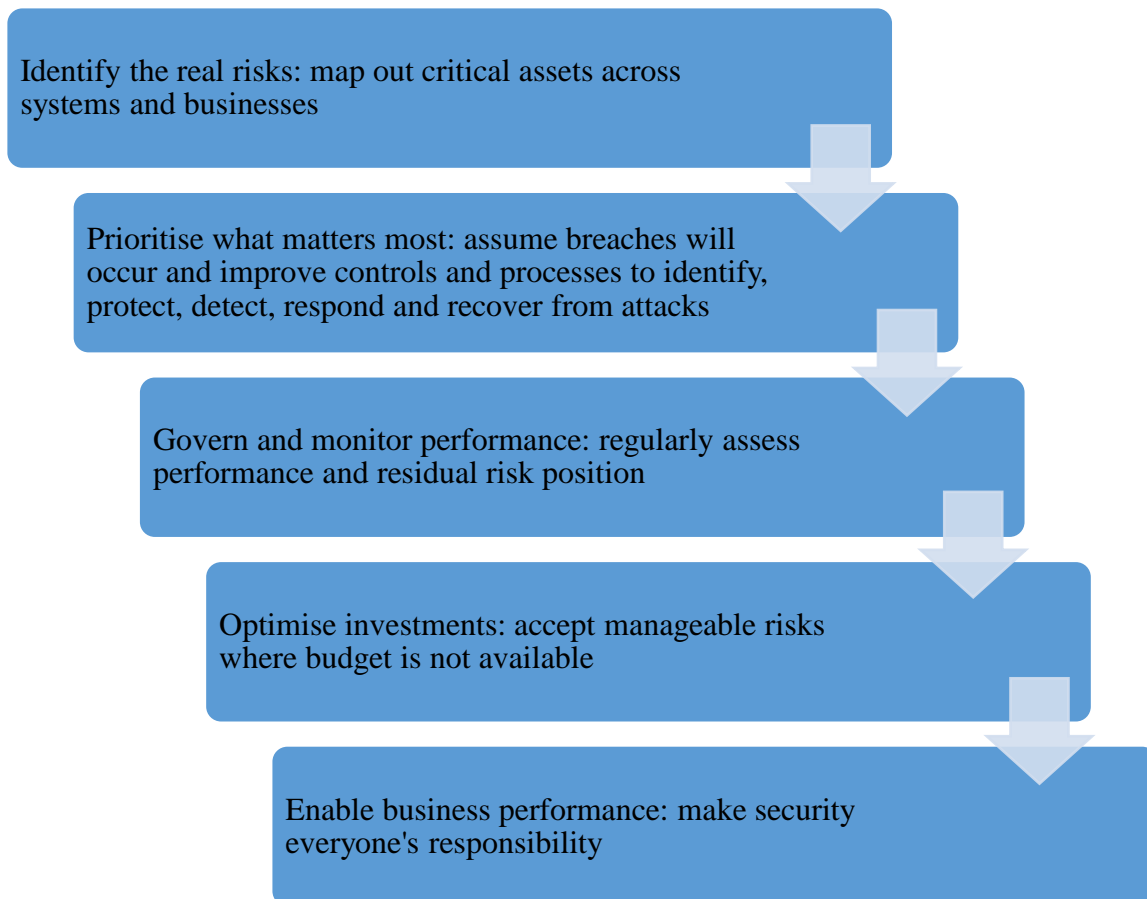 Identify the real risks: map out critical assets across
systems and businesses
Prioritise what matters most: assume breaches will
occur and improve controls and processes to identify,
protect, detect, respond and recover from attacks
Govern and monitor performance: regularly assess
performance and residual risk position
Optimise investments: accept manageable risks
where budget is not available
Enable business performance: make security
everyone's responsibility